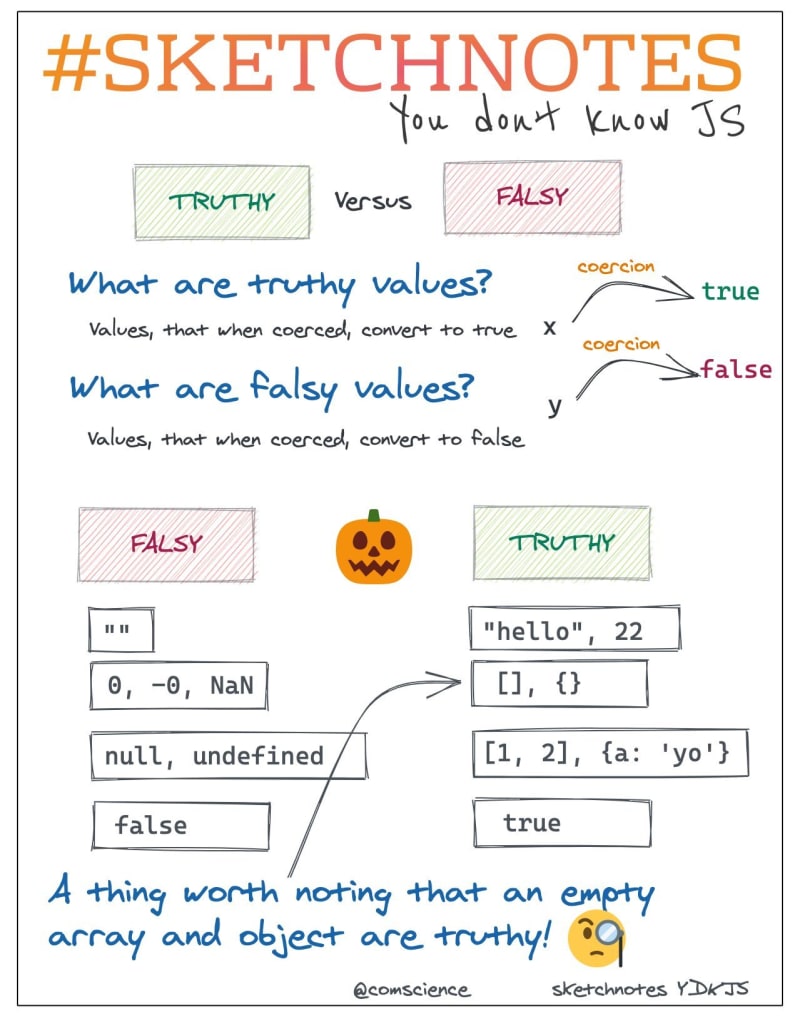 #SKETCHNOTES
You don't know JS
TRUTHY Versus FALSY
What are truthy values?
coercion
true
Values, that when coerced, convert to true
x
coercion
What are falsy values?
false
y
Values, that when coerced, convert to false
FALSY
TRUTHY
""
"hello", 22
0, -0, NaN
[], {}
null, undefined
[1, 2], {a: 'yo'}
false
true
A thing worth noting that an empty
array and object are truthy!
@comscience
sketchnotes YDKJS